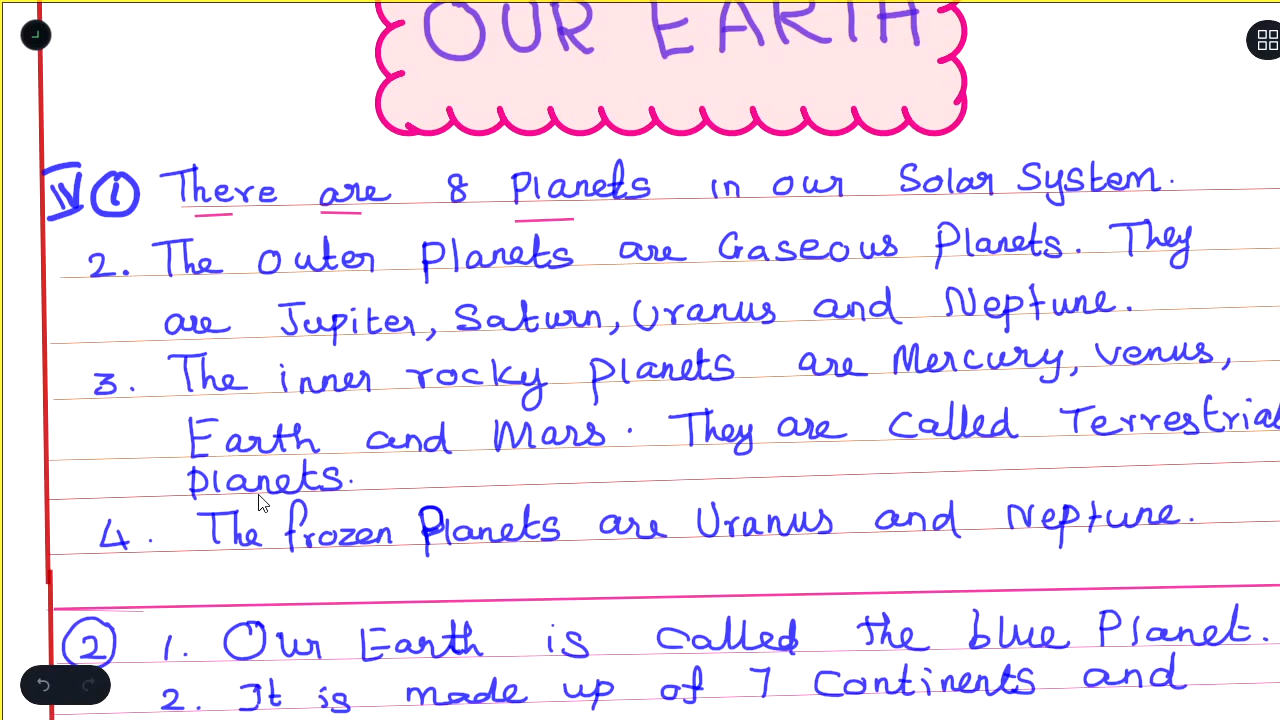 OUR EARTH
IV (i) There are 8 Planets in our Solar System.
2. The outer Planets are Gaseous Planets. They
are Jupiter, Saturn, Uranus and Neptune.
3. The inner rocky Planets are Mercury, Venus,
Earth and Mars. They are called Terrestrial
Planets.
4. The frozen Planets are Uranus and Neptune.
(2) 1. Our Earth is called the blue Planet.
2. It is made up of 7 Continents and